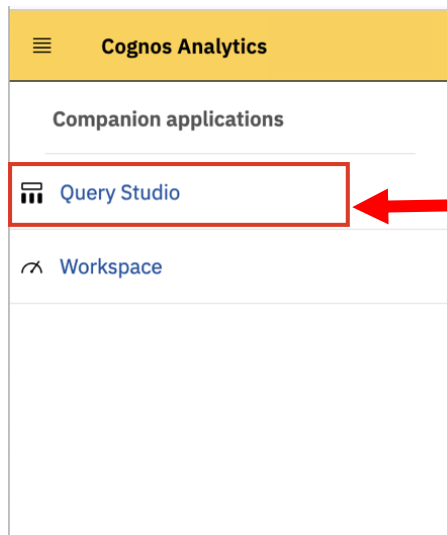 Cognos Analytics
Companion applications
Query Studio
Workspace